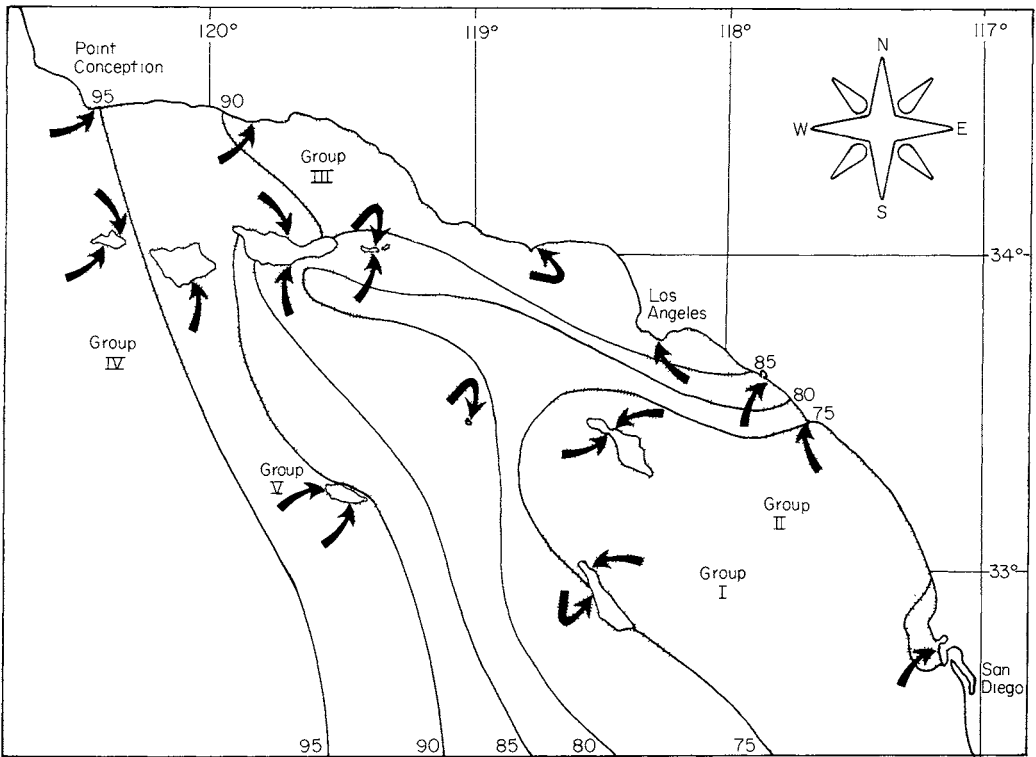 120°
119°
118°
117°
Point
Conception
95
90
N
W
E
S
Group
III
34°
Los
Angeles
Group
IV
85
80
75
Group
V
Group
II
Group
I
33°
San
Diego
95
90
85
80
75